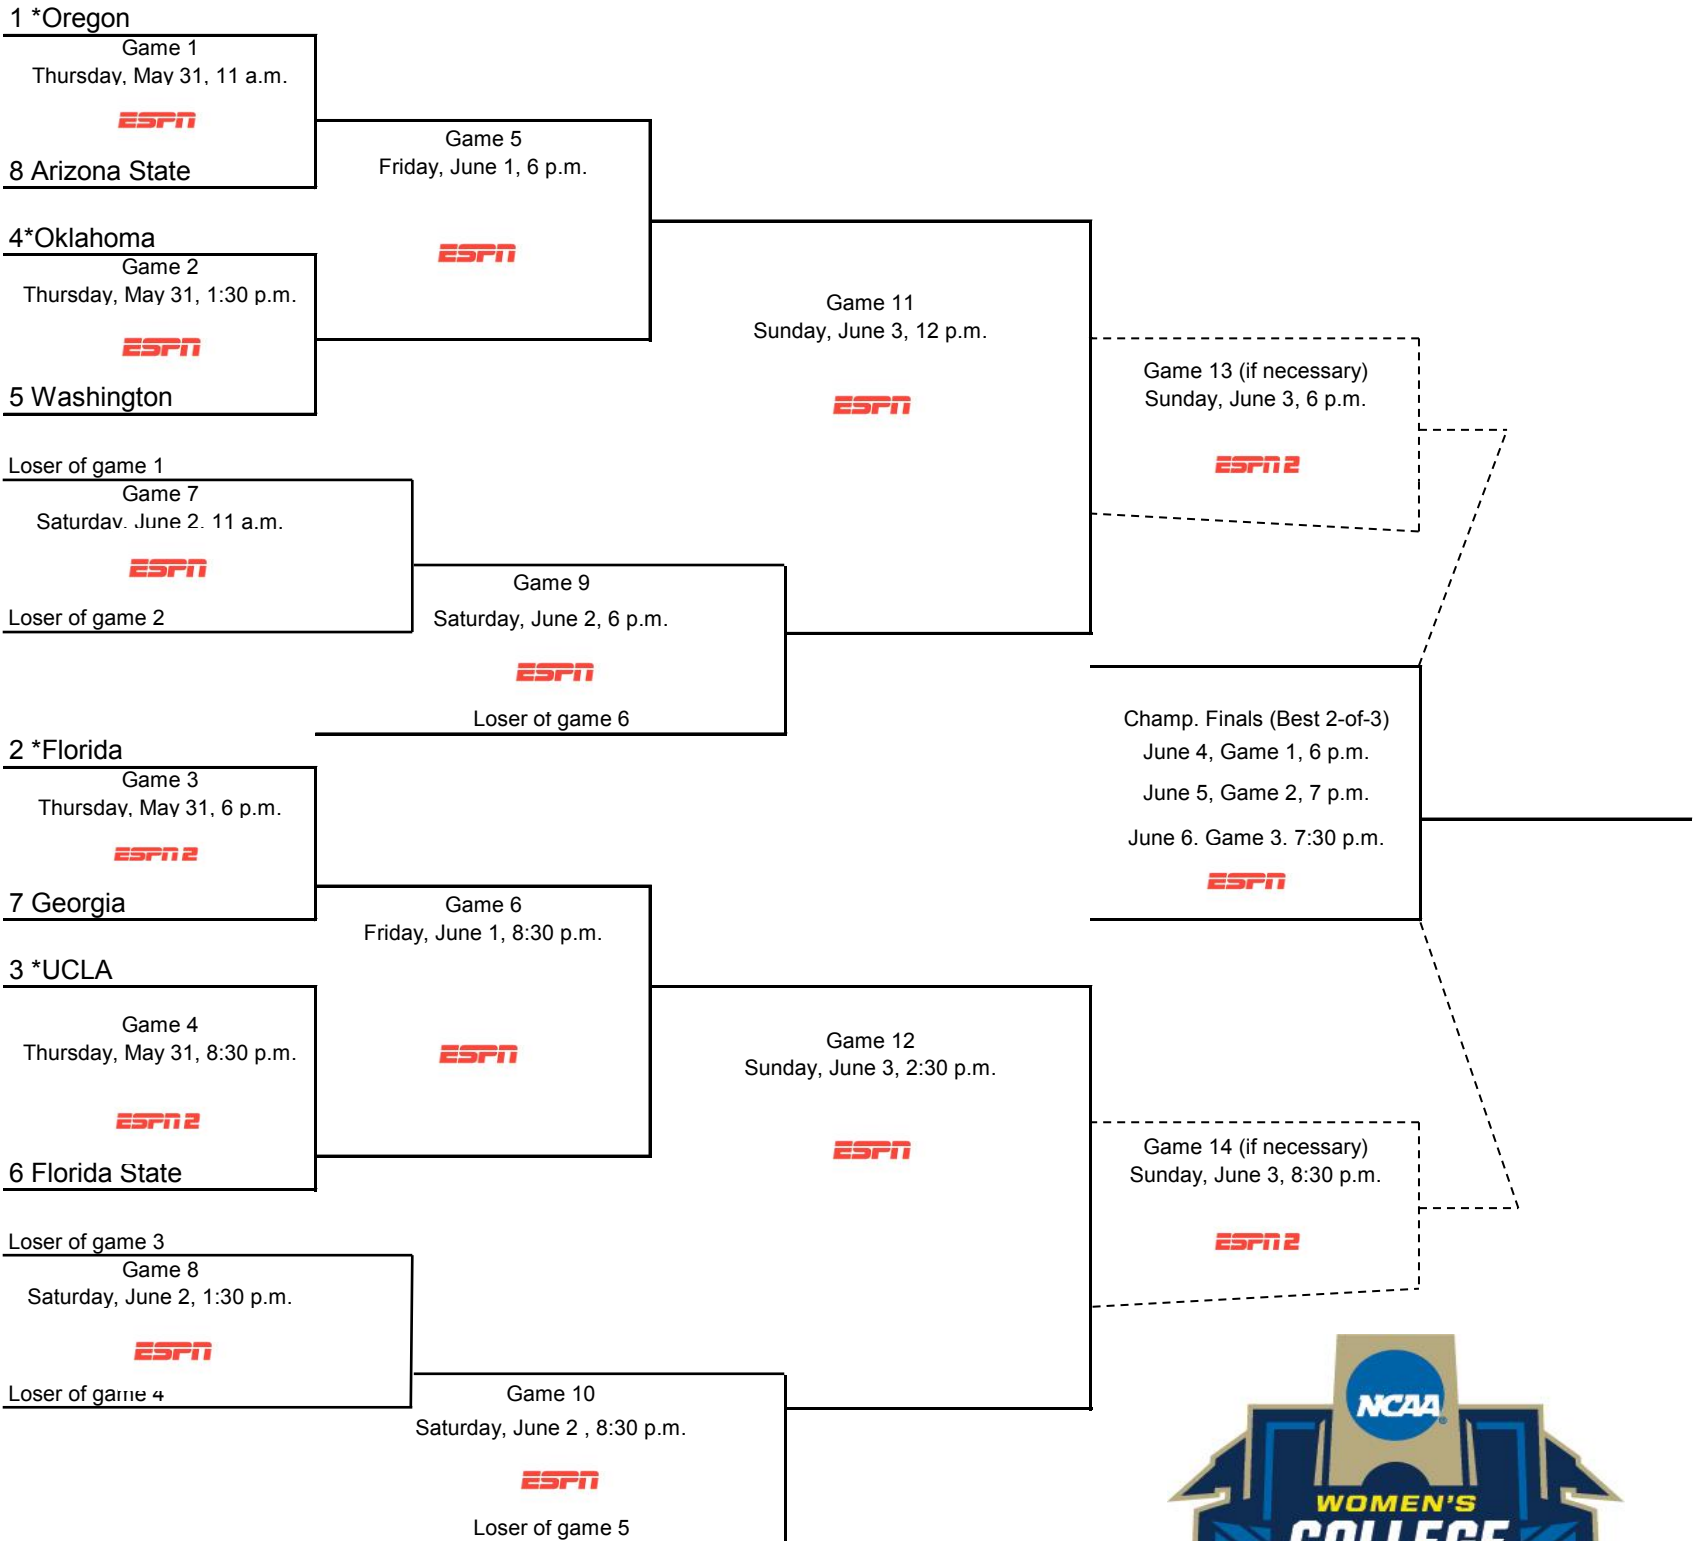 1 *Oregon
Game 1
Thursday, May 31, 11 a.m.
ESPN
8 Arizona State
Game 5
Friday, June 1, 6 p.m.
ESPN
4*Oklahoma
Game 2
Thursday, May 31, 1:30 p.m.
ESPN
5 Washington
Game 11
Sunday, June 3, 12 p.m.
ESPN
Game 13 (if necessary)
Sunday, June 3, 6 p.m.
ESPN 2
Loser of game 1
Game 7
Saturday, June 2, 11 a.m.
ESPN
Loser of game 2
Game 9
Saturday, June 2, 6 p.m.
ESPN
Loser of game 6
Champ. Finals (Best 2-of-3)
June 4, Game 1, 6 p.m.
June 5, Game 2, 7 p.m.
June 6. Game 3. 7:30 p.m.
ESPN
2 *Florida
Game 3
Thursday, May 31, 6 p.m.
ESPN 2
7 Georgia
Game 6
Friday, June 1, 8:30 p.m.
ESPN
3 *UCLA
Game 4
Thursday, May 31, 8:30 p.m.
ESPN 2
6 Florida State
Game 12
Sunday, June 3, 2:30 p.m.
ESPN
Game 14 (if necessary)
Sunday, June 3, 8:30 p.m.
ESPN 2
Loser of game 3
Game 8
Saturday, June 2, 1:30 p.m.
ESPN
Loser of game 4
Game 10
Saturday, June 2 , 8:30 p.m.
ESPN
Loser of game 5
NCAA
®
WOMEN'S
COLLEGE